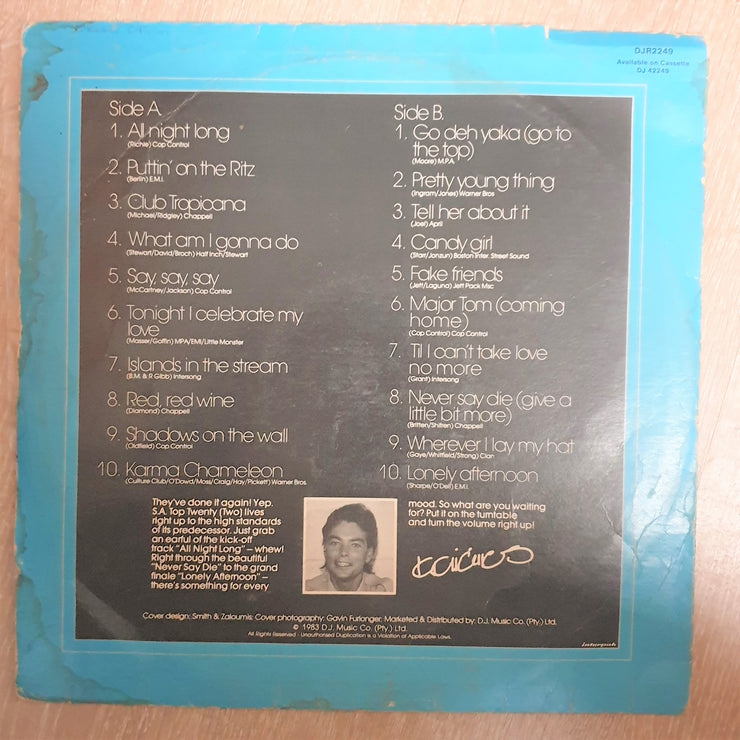 DJR2249
Available on Cassette
DJ 42249
Side A.
1. All night long
(Richie) Cop Control
2. Puttin' on the Ritz
(Berlin) E.M.I.
3. Club Tropicana
(Michael/Ridgley) Chappell
4. What am I gonna do
(Stewart/David/Broch) Half Inch/Stewart
5. Say, say, say
(McCartney/Jackson) Cop Control
6. Tonight I celebrate my
love
(Masser/Goffin) MPA/EMI/Little Monster
7. Islands in the stream
(B.M. & R Gibb) Intersong
8. Red, red wine
(Diamond) Chappell
9. Shadows on the wall
(Oldfield) Cop Control
10. Karma Chameleon
(Culture Club/O'Dowd/Moss/Craig/Hay/Pickett) Warner Bros.
Side B.
1. Go deh yaka (go to
the top)
(Moore) M.P.A.
2. Pretty young thing
(Ingram/Jones) Warner Bros
3. Tell her about it
(Joel) April
4. Candy girl
(Starr/Jonzun) Boston Inter. Street Sound
5. Fake friends
(Jeff/Laguna) Jeff Pack Msc
6. Major Tom (coming
home)
(Cop Control) Cop Control
7. Til I can't take love
no more
(Grant) Intersong
8. Never say die (give a
little bit more)
(Britten/Shifren) Chappell
9. Wherever I lay my hat
(Gaye/Whitfield/Strong) Clan
10. Lonely afternoon
(Sharpe/O'Dell) E.M.I.
They've done it again! Yep.
S.A. Top Twenty (Two) lives
right up to the high standards
of its predecessor. Just grab
an earful of the kick-off
track "All Night Long" – whew!
Right through the beautiful
"Never Say Die" to the grand
finale "Lonely Afternoon" –
there's something for every
mood. So what are you waiting
for? Put it on the turntable
and turn the volume right up!
Cover design: Smith & Zaloumis: Cover photography: Gavin Furlonger: Marketed & Distributed by: D.J. Music Co. (Pty.) Ltd.
© 1983 D.J. Music Co. (Pty.) Ltd.
All Rights Reserved - Unauthorised Duplication is a Violation of Applicable Laws.
interpak